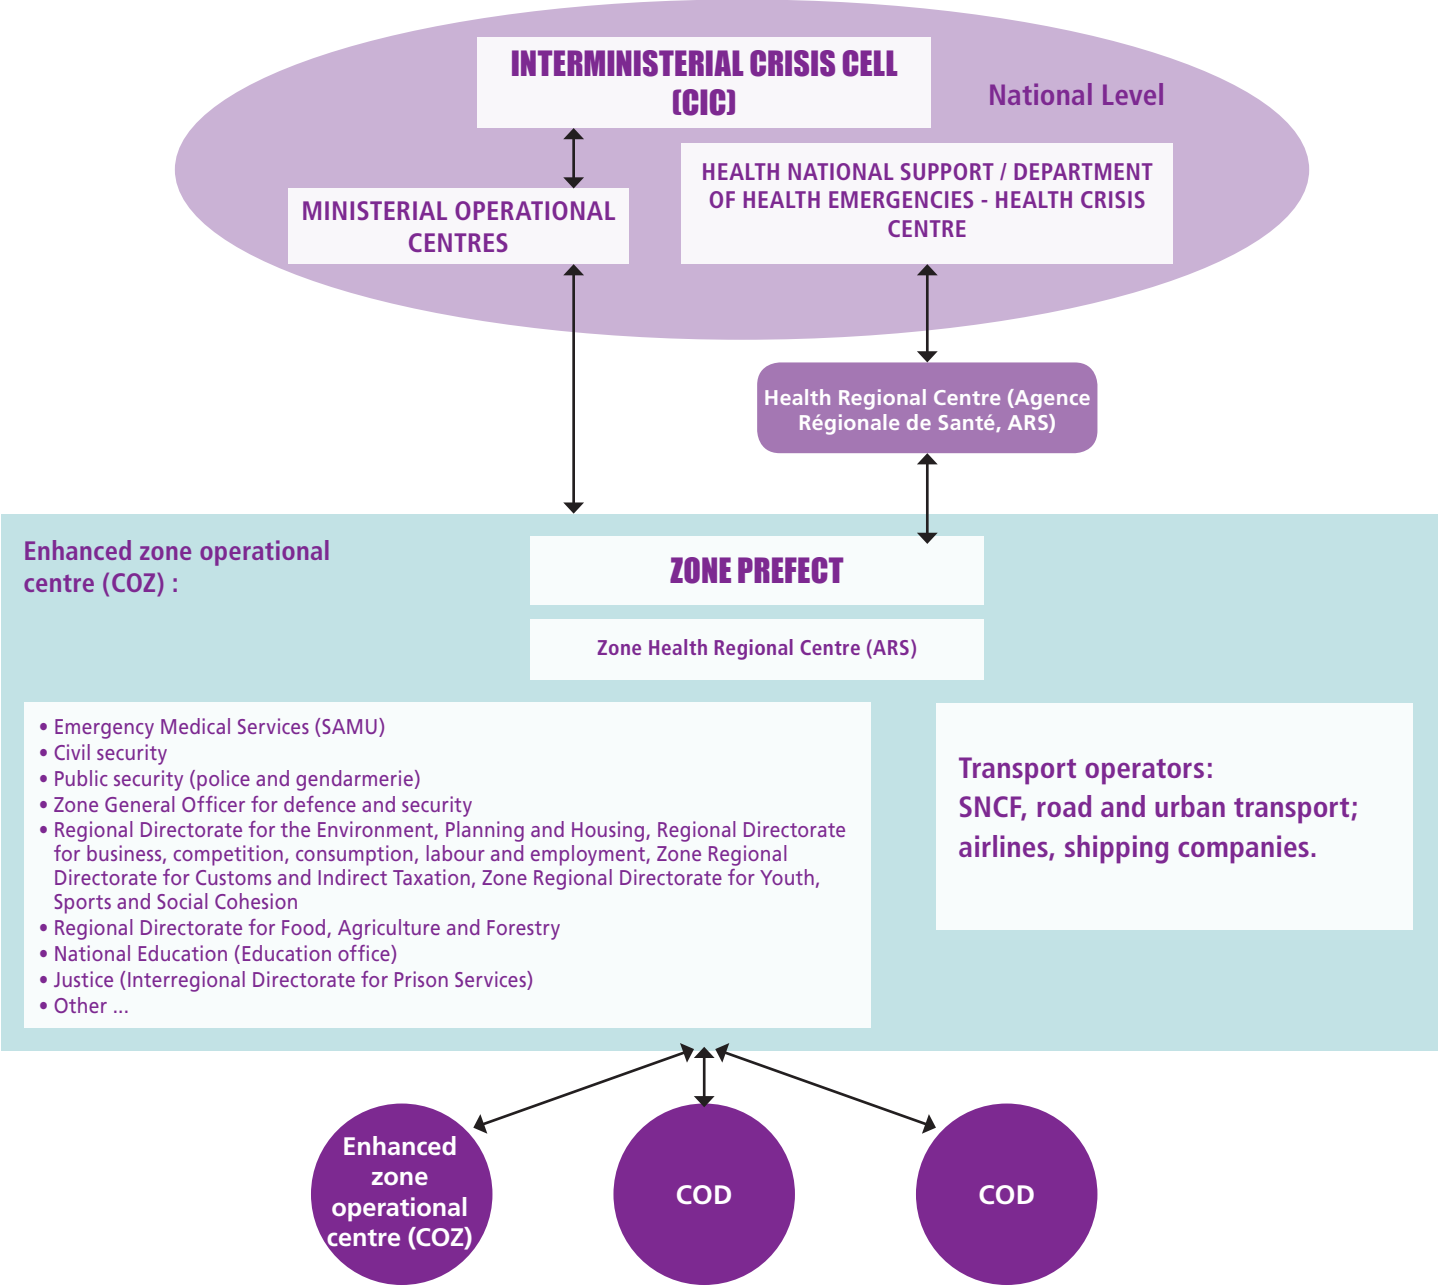 INTERMINISTERIAL CRISIS CELL
(CIC)
National Level
HEALTH NATIONAL SUPPORT / DEPARTMENT
OF HEALTH EMERGENCIES - HEALTH CRISIS
CENTRE
MINISTERIAL OPERATIONAL
CENTRES
Health Regional Centre (Agence
Régionale de Santé, ARS)
Enhanced zone operational
centre (COZ) :
ZONE PREFECT
Zone Health Regional Centre (ARS)
• Emergency Medical Services (SAMU)
• Civil security
• Public security (police and gendarmerie)
• Zone General Officer for defence and security
• Regional Directorate for the Environment, Planning and Housing, Regional Directorate
for business, competition, consumption, labour and employment, Zone Regional
Directorate for Customs and Indirect Taxation, Zone Regional Directorate for Youth,
Sports and Social Cohesion
• Regional Directorate for Food, Agriculture and Forestry
• National Education (Education office)
• Justice (Interregional Directorate for Prison Services)
• Other ...
Transport operators:
SNCF, road and urban transport;
airlines, shipping companies.
Enhanced
zone
operational
centre (COZ)
COD
COD